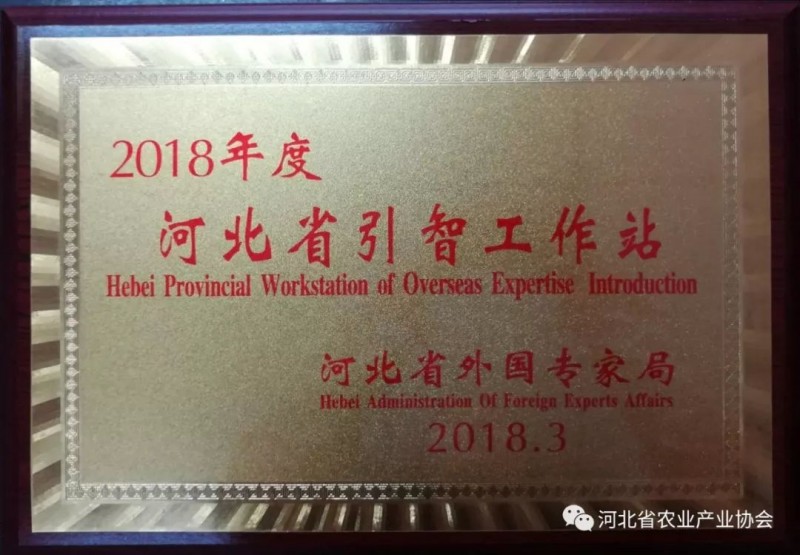 2018年度
河北省引智工作站
Hebei Provincial Workstation of Overseas Expertise Introduction
河北省外国专家局
Hebei Administration Of Foreign Experts Affairs
2018.3
河北省农业产业协会